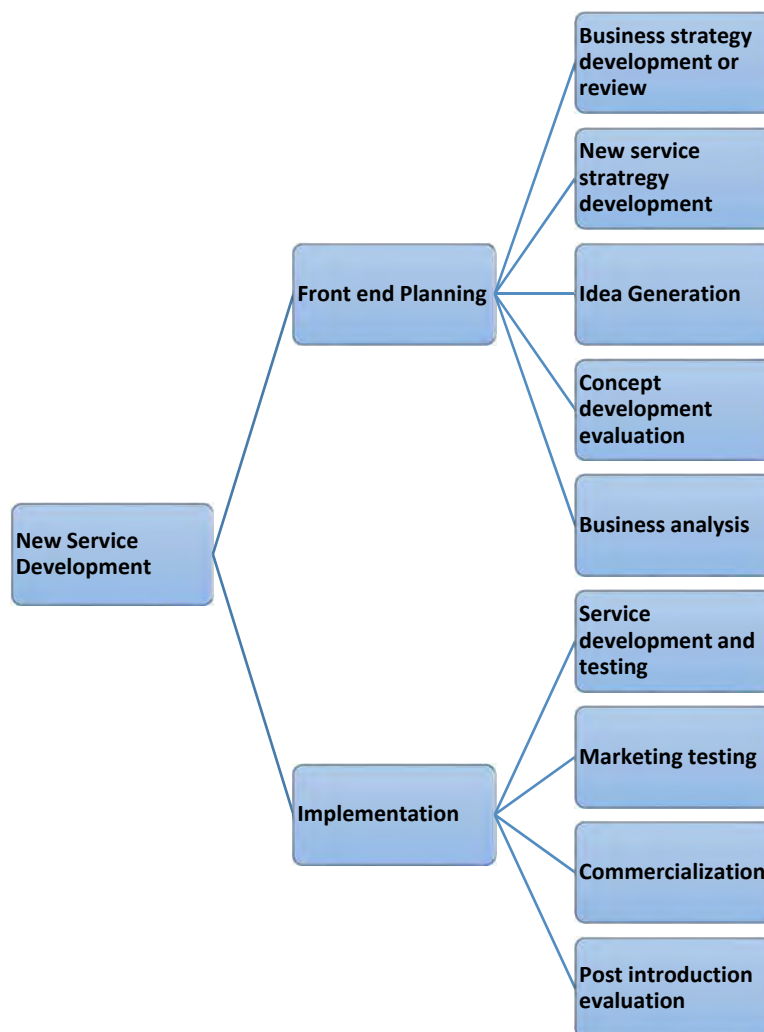 Business strategy
development or
review
New service
stratregy
development
Front end Planning
Idea Generation
Concept
development
evaluation
New Service
Development
Business analysis
Service
development and
testing
Marketing testing
Implementation
Commercialization
Post introduction
evaluation